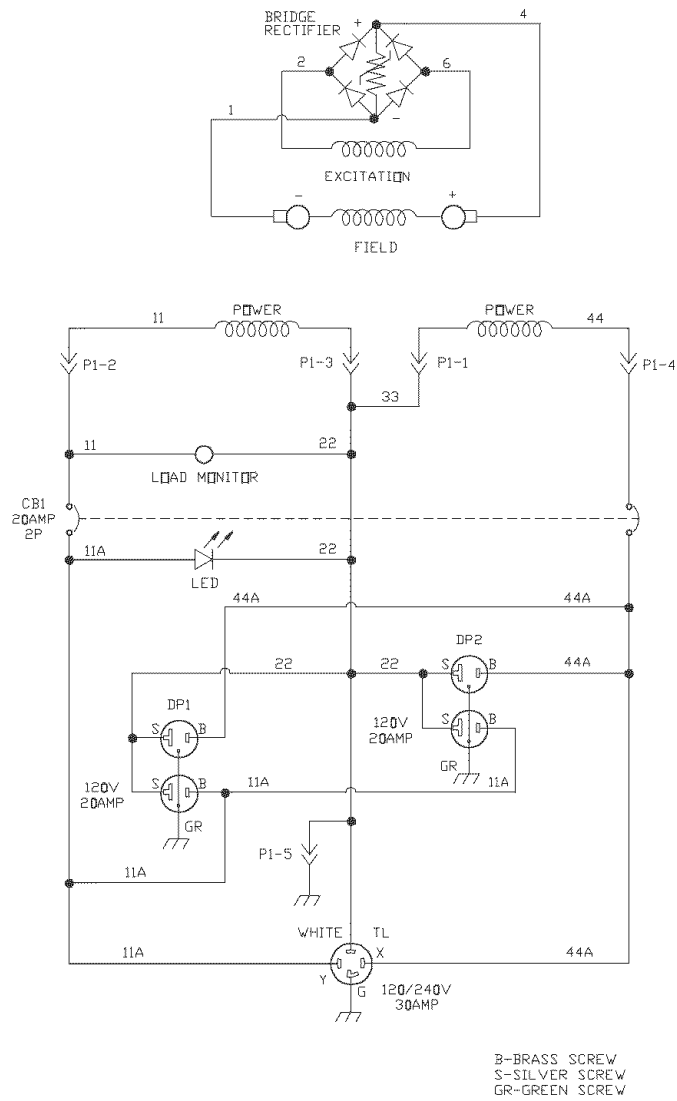 BRIDGE
RECTIFIER
+
4
2
6
1
-
EXCITATION
-
+
FIELD
11
POWER
POWER
44
P1-2
P1-3
P1-1
P1-4
33
11
22
LOAD MONITOR
CB1
20AMP
2P
11A
22
LED
44A
44A
DP2
22
22
S
B
44A
DP1
S
B
S
B
120V
20AMP
S
B
GR
11A
11A
120V
20AMP
GR
P1-5
11A
WHITE
TL
11A
X
44A
Y
G
120/240V
30AMP
B-BRASS SCREW
S-SILVER SCREW
GR-GREEN SCREW